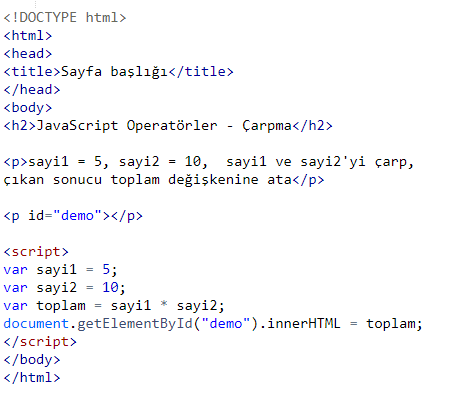 <!DOCTYPE html>
<html>
<head>
<title>Sayfa başlığı</title>
</head>
<body>
<h2>JavaScript Operatörler - Çarpma</h2>
<p>sayi1 = 5, sayi2 = 10,  sayi1 ve sayi2'yi çarp,
çıkan sonucu toplam değişkenine ata</p>
<p id="demo"></p>
<script>
var sayi1 = 5;
var sayi2 = 10;
var toplam = sayi1 * sayi2;
document.getElementById("demo").innerHTML = toplam;
</script>
</body>
</html>